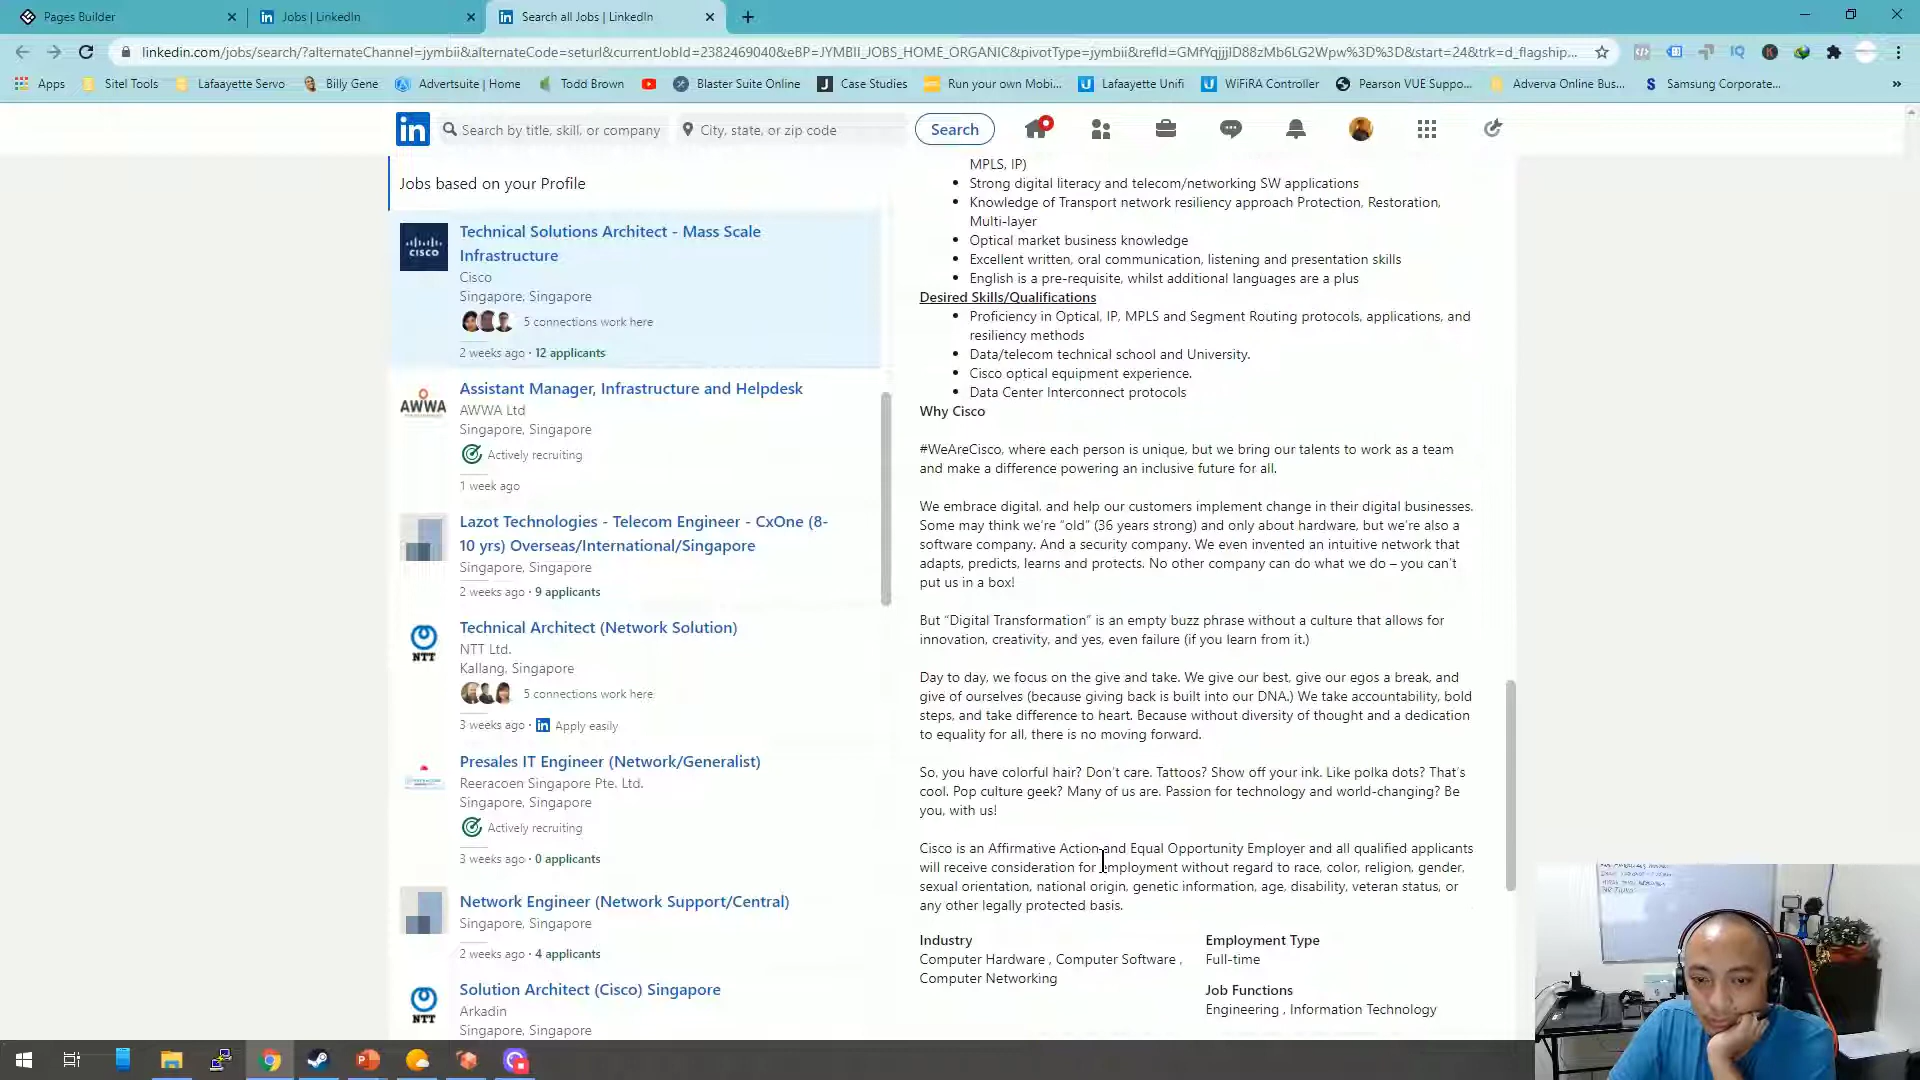 Pages Builder
Jobs | LinkedIn
Search all Jobs | LinkedIn
linkedin.com/jobs/search/?alternateChannel=jymbii&alternateCode=seturl&currentJobId=2382469040&eBP=JYMBII_JOBS_HOME_ORGANIC&pivotType=jymbii&refId=GMfYqjjjlD88zMb6LG2Wpw%3D%3D&start=24&trk=d_flagship...
Apps
Sitel Tools
Lafaayette Servo
Billy Gene
Advertsuite | Home
Todd Brown
Blaster Suite Online
Case Studies
Run your own Mobi...
Lafaayette Unifi
WiFiRA Controller
Pearson VUE Suppo...
Adverva Online Bus...
Samsung Corporate...
in
Search by title, skill, or company
City, state, or zip code
Search
Jobs based on your Profile
CISCO
Technical Solutions Architect - Mass Scale
Infrastructure
Cisco
Singapore, Singapore
5 connections work here
2 weeks ago · 12 applicants
AWWA
Assistant Manager, Infrastructure and Helpdesk
AWWA Ltd
Singapore, Singapore
Actively recruiting
1 week ago
Lazot Technologies - Telecom Engineer - CxOne (8-
10 yrs) Overseas/International/Singapore
Singapore, Singapore
2 weeks ago · 9 applicants
NTT
Technical Architect (Network Solution)
NTT Ltd.
Kallang, Singapore
5 connections work here
3 weeks ago · in Apply easily
Presales IT Engineer (Network/Generalist)
Reeracoen Singapore Pte. Ltd.
Singapore, Singapore
Actively recruiting
3 weeks ago · 0 applicants
Network Engineer (Network Support/Central)
Singapore, Singapore
2 weeks ago · 4 applicants
NTT
Solution Architect (Cisco) Singapore
Arkadin
Singapore, Singapore
MPLS, IP)
• Strong digital literacy and telecom/networking SW applications
• Knowledge of Transport network resiliency approach Protection, Restoration,
Multi-layer
• Optical market business knowledge
• Excellent written, oral communication, listening and presentation skills
• English is a pre-requisite, whilst additional languages are a plus
Desired Skills/Qualifications
• Proficiency in Optical, IP, MPLS and Segment Routing protocols, applications, and
resiliency methods
• Data/telecom technical school and University.
• Cisco optical equipment experience.
• Data Center Interconnect protocols
Why Cisco
#WeAreCisco, where each person is unique, but we bring our talents to work as a team
and make a difference powering an inclusive future for all.
We embrace digital, and help our customers implement change in their digital businesses.
Some may think we're “old” (36 years strong) and only about hardware, but we're also a
software company. And a security company. We even invented an intuitive network that
adapts, predicts, learns and protects. No other company can do what we do – you can't
put us in a box!
But “Digital Transformation” is an empty buzz phrase without a culture that allows for
innovation, creativity, and yes, even failure (if you learn from it.)
Day to day, we focus on the give and take. We give our best, give our egos a break, and
give of ourselves (because giving back is built into our DNA.) We take accountability, bold
steps, and take difference to heart. Because without diversity of thought and a dedication
to equality for all, there is no moving forward.
So, you have colorful hair? Don't care. Tattoos? Show off your ink. Like polka dots? That's
cool. Pop culture geek? Many of us are. Passion for technology and world-changing? Be
you, with us!
Cisco is an Affirmative Action and Equal Opportunity Employer and all qualified applicants
will receive consideration for employment without regard to race, color, religion, gender,
sexual orientation, national origin, genetic information, age, disability, veteran status, or
any other legally protected basis.
Industry
Computer Hardware , Computer Software ,
Computer Networking
Employment Type
Full-time
Job Functions
Engineering , Information Technology